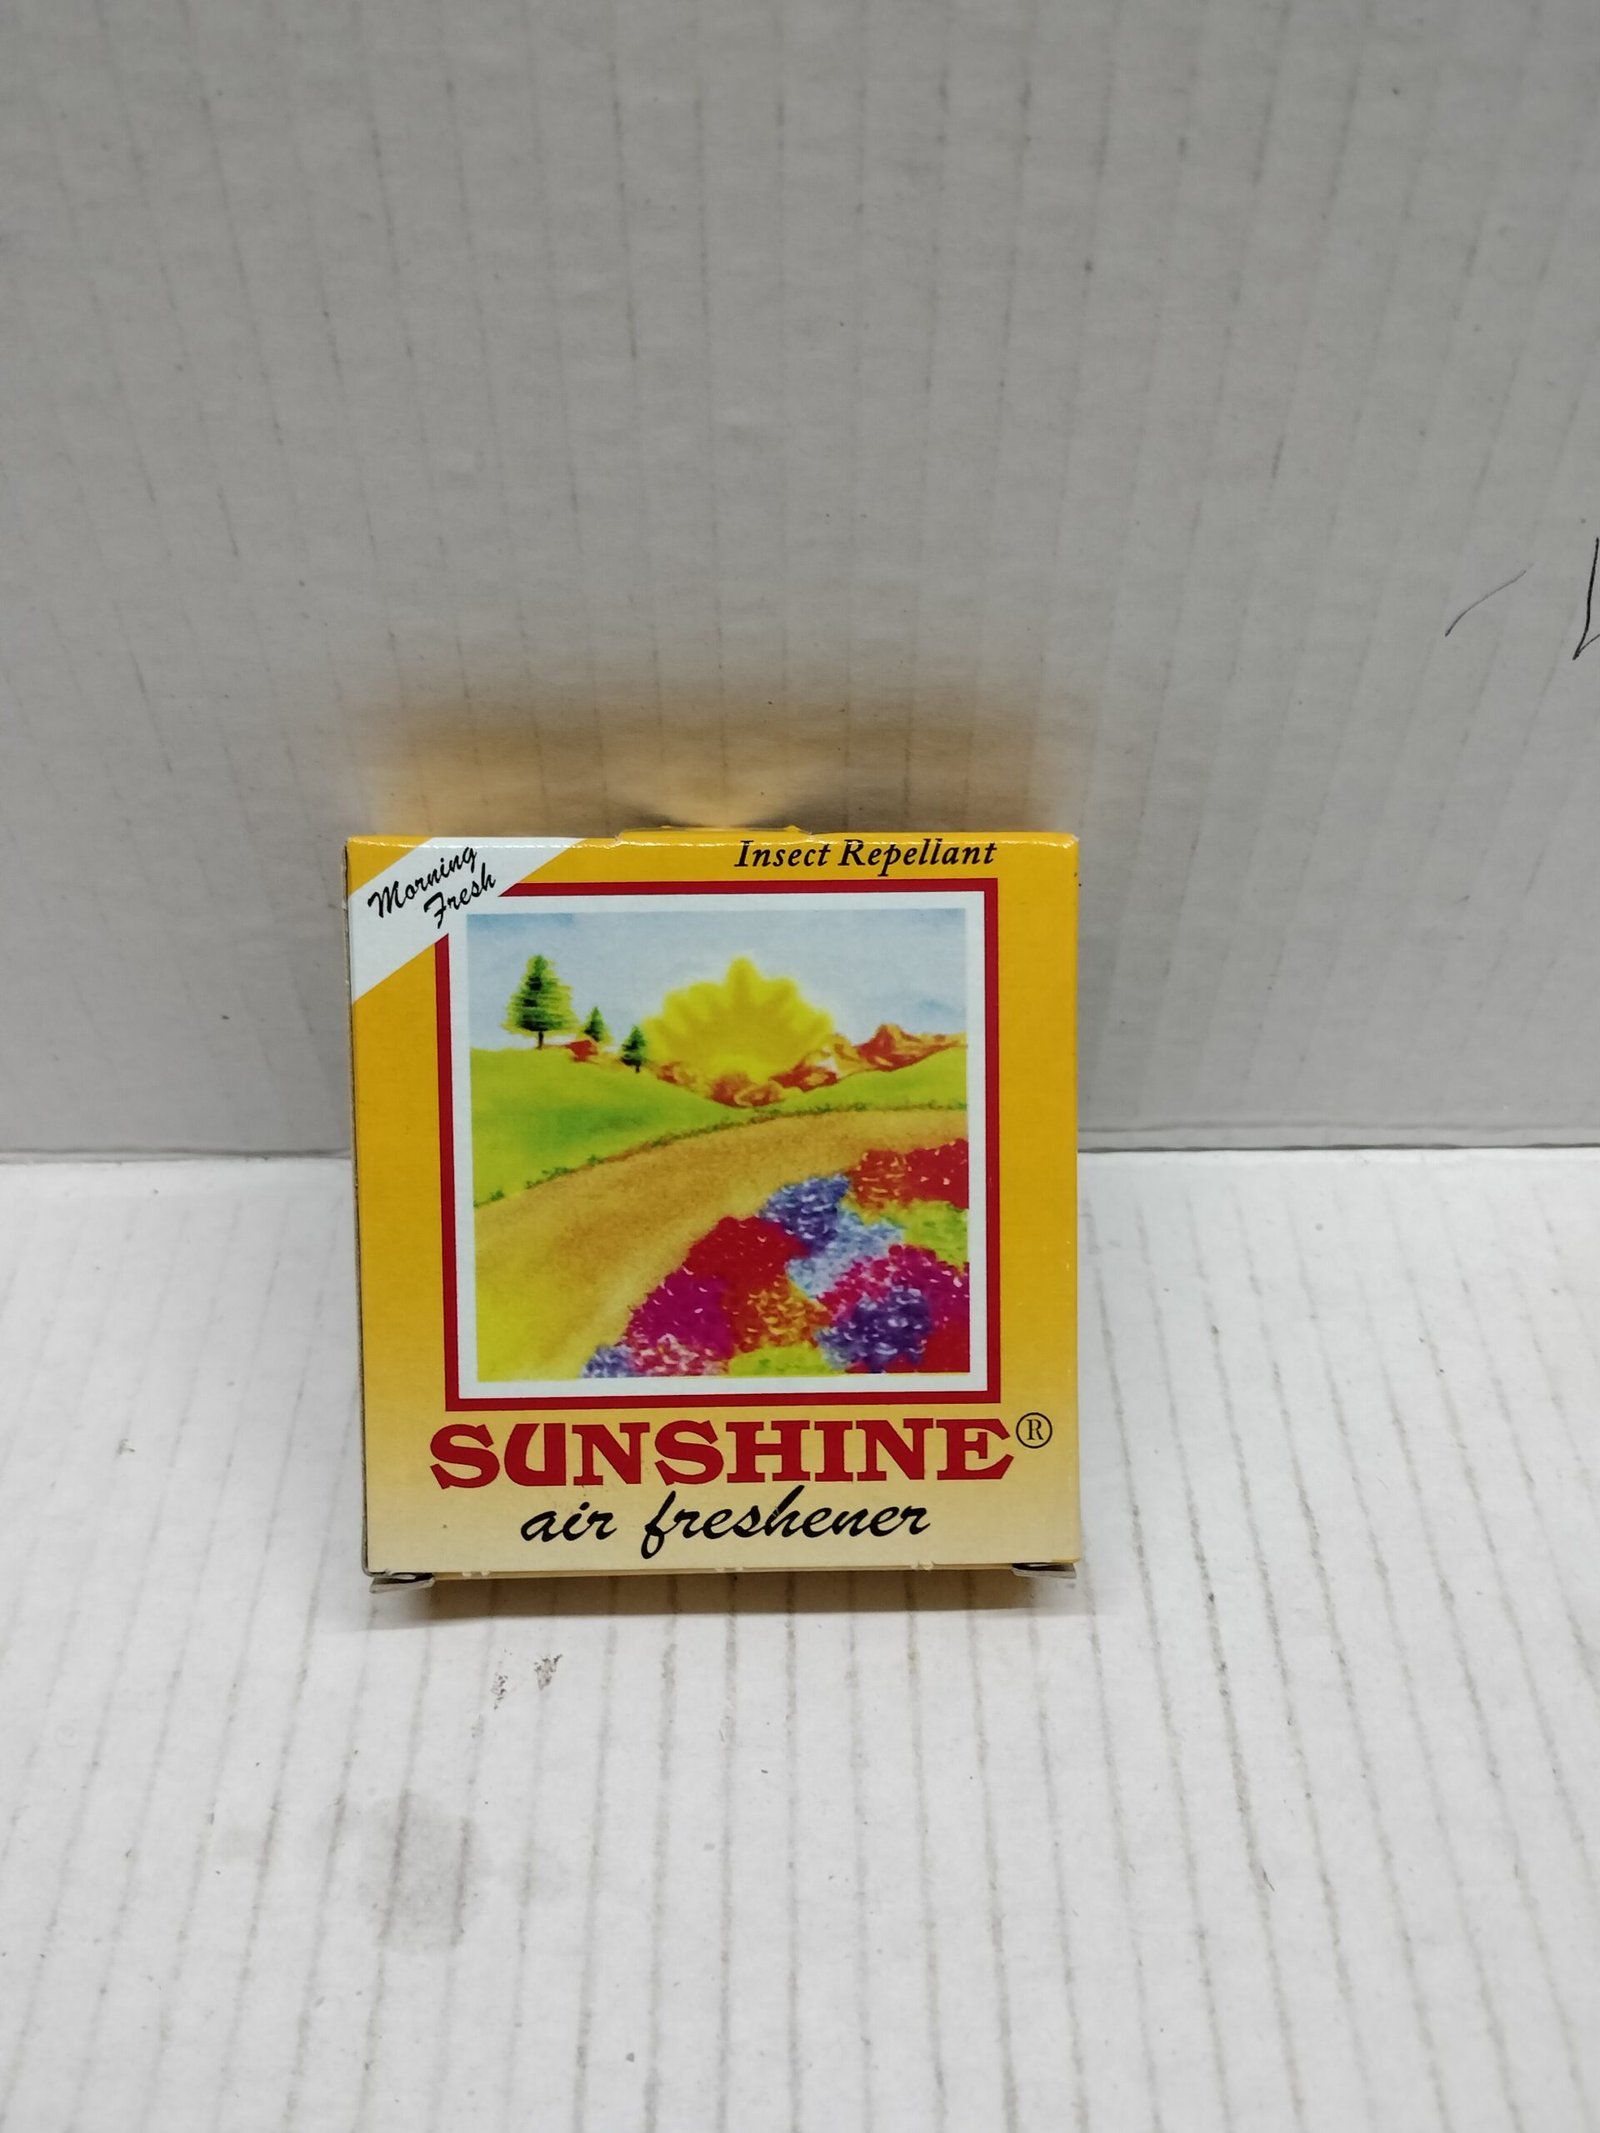 Morning
Fresh
Insect Repellant
SUNSHINE®
air freshener